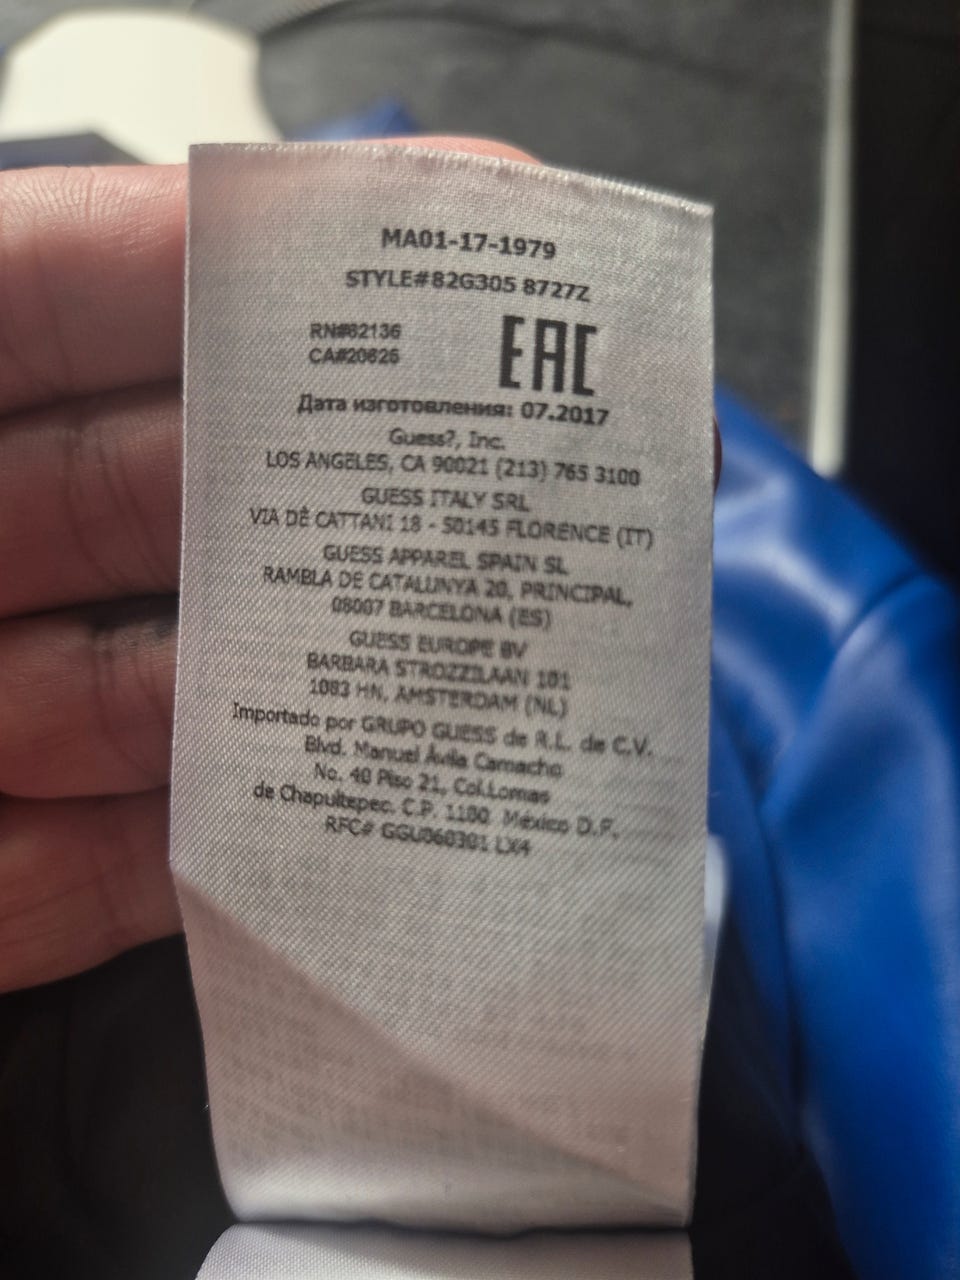 MA01-17-1979
STYLE#82G305 8727Z
RN#82136
CA#20626
EAC
Дата изготовления: 07.2017
Guess?, Inc.
LOS ANGELES, CA 90021 (213) 765 3100
GUESS ITALY SRL
VIA DÊ CATTANI 18 - 50145 FLORENCE (IT)
GUESS APPAREL SPAIN SL
RAMBLA DE CATALUNYA 20, PRINCIPAL,
08007 BARCELONA (ES)
GUESS EUROPE BV
BARBARA STROZZILAAN 101
1083 HN, AMSTERDAM (NL)
Importado por GRUPO GUESS de R.L. de C.V.
Blvd. Manuel Ávila Camacho
No. 40 Piso 21, Col.Lomas
de Chapultepec. C.P. 1100 México D.F.
RFC# GGU060301 LX4